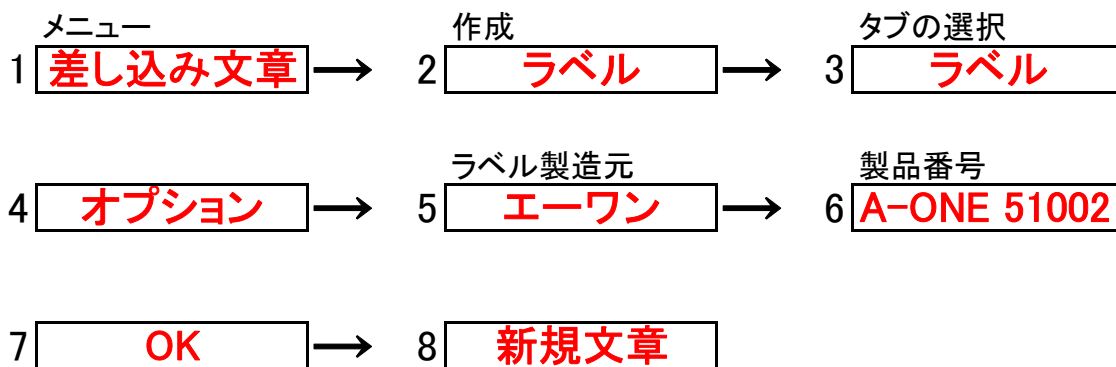 メニュー 作成 タブの選択
1 差し込み文章 → 2 ラベル → 3 ラベル
ラベル製造元 製品番号
4 オプション → 5 エーワン → 6 A-ONE 51002
7 OK → 8 新規文章